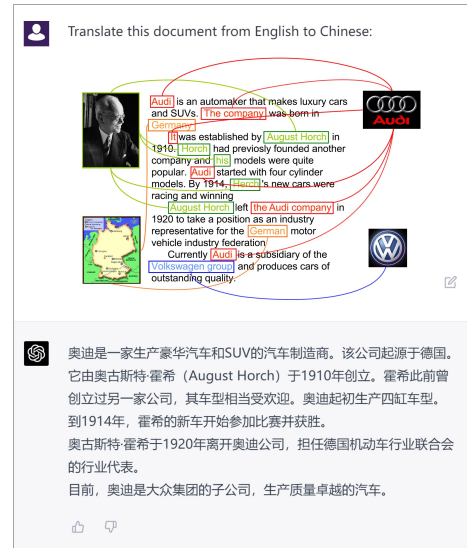 Translate this document from English to Chinese:
Audi is an automaker that makes luxury cars
and SUVs. The company was born in
Germany
It was established by August Horch in
1910. Horch had previosly founded another
company and his models were quite
popular. Audi started with four cylinder
models. By 1914, Herch's new cars were
racing and winning
August Horch left the Audi company in
1920 to take a position as an industry
representative for the German motor
vehicle industry federation
Currently Audi is a subsidiary of the
Volkswagen group and produces cars of
outstanding quality.
Audi
奥迪是一家生产豪华汽车和SUV的汽车制造商。该公司起源于德国。
它由奥古斯特·霍希（August Horch）于1910年创立。霍希此前曾
创立过另一家公司，其车型相当受欢迎。奥迪起初生产四缸车型。
到1914年，霍希的新车开始参加比赛并获胜。
奥古斯特·霍希于1920年离开奥迪公司，担任德国机动车行业联合会
的行业代表。
目前，奥迪是大众集团的子公司，生产质量卓越的汽车。